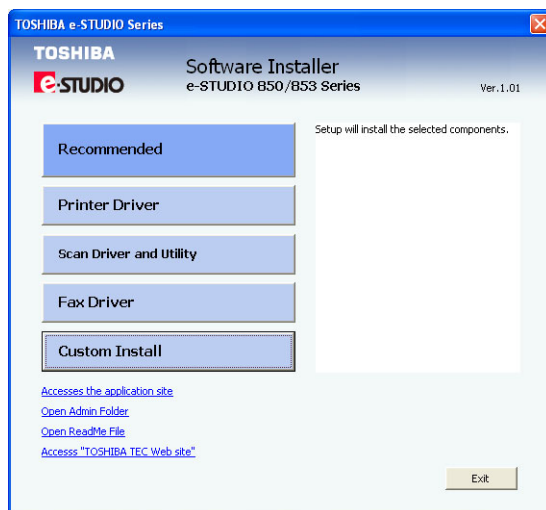 TOSHIBA e-STUDIO Series
TOSHIBA
e-STUDIO
Software Installer
e-STUDIO 850/853 Series
Ver.1.01
Recommended
Printer Driver
Scan Driver and Utility
Fax Driver
Custom Install
Setup will install the selected components.
Accesses the application site
Open Admin Folder
Open ReadMe File
Accesss "TOSHIBA TEC Web site"
Exit